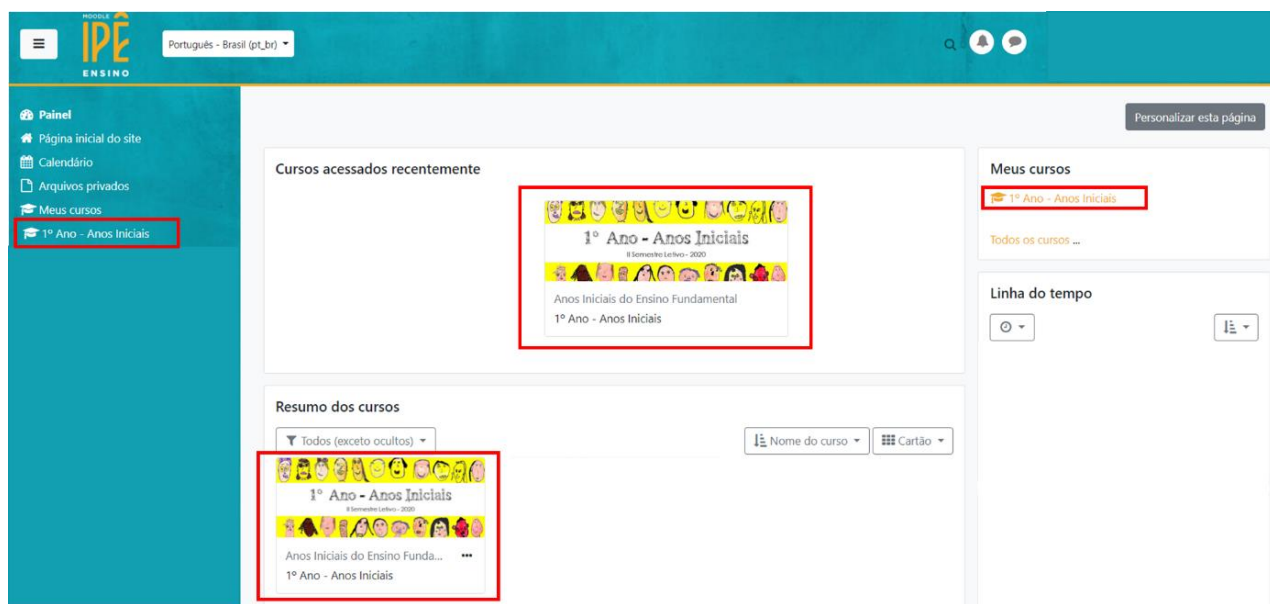 MOODLE
IPÊ
ENSINO
Português - Brasil (pt_br)
Painel
Página inicial do site
Calendário
Arquivos privados
Meus cursos
1º Ano - Anos Iniciais
Personalizar esta página
Cursos acessados recentemente
1º Ano - Anos Iniciais
II Semestre Letivo - 2020
Anos Iniciais do Ensino Fundamental
1º Ano - Anos Iniciais
Resumo dos cursos
Todos (exceto ocultos)
Nome do curso
Cartão
1º Ano - Anos Iniciais
II Semestre Letivo - 2020
Anos Iniciais do Ensino Funda...
1º Ano - Anos Iniciais
Meus cursos
1º Ano - Anos Iniciais
Todos os cursos ...
Linha do tempo